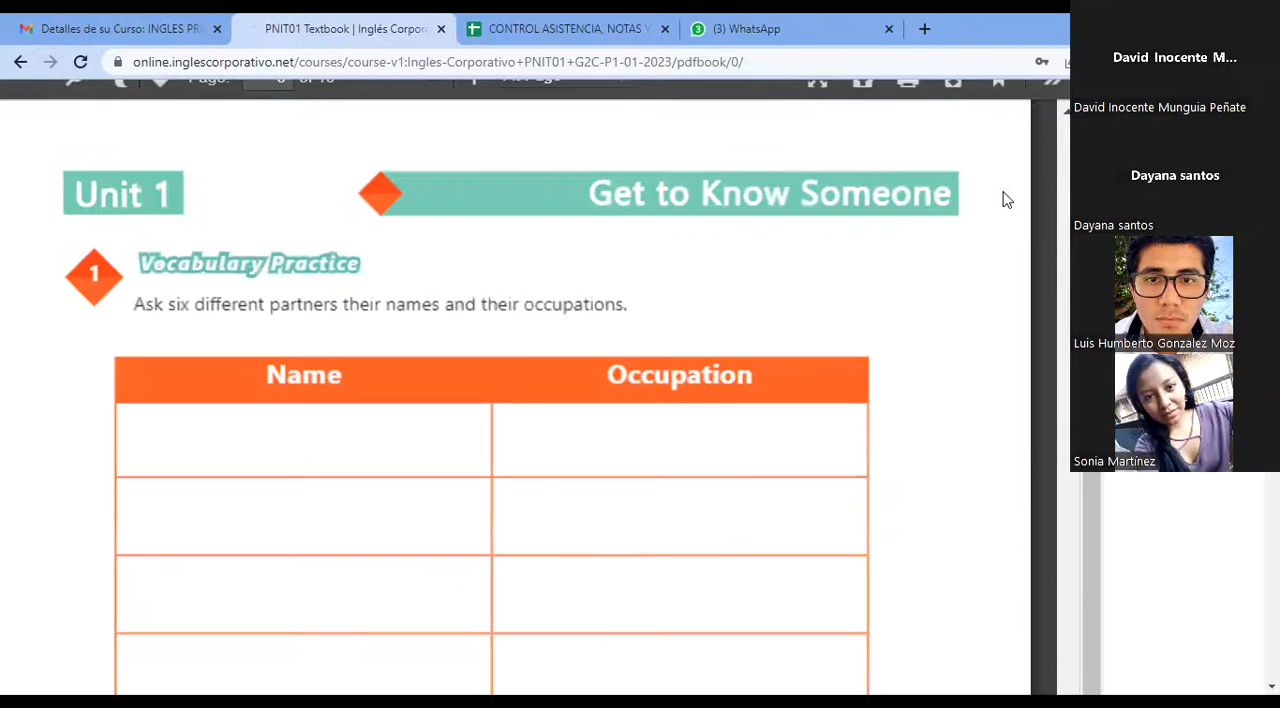 Detalles de su Curso: INGLES PR
PNIT01 Textbook | Inglés Corpor
CONTROL ASISTENCIA, NOTAS Y
(3) WhatsApp
online.inglescorporativo.net/courses/course-v1:Ingles-Corporativo+PNIT01+G2C-P1-01-2023/pdfbook/0/
Unit 1
Get to Know Someone
1
Vocabulary Practice
Ask six different partners their names and their occupations.
Name
Occupation
David Inocente M...
David Inocente Munguia Peñate
Dayana santos
Dayana santos
Luis Humberto Gonzalez Moz
Sonia Martínez